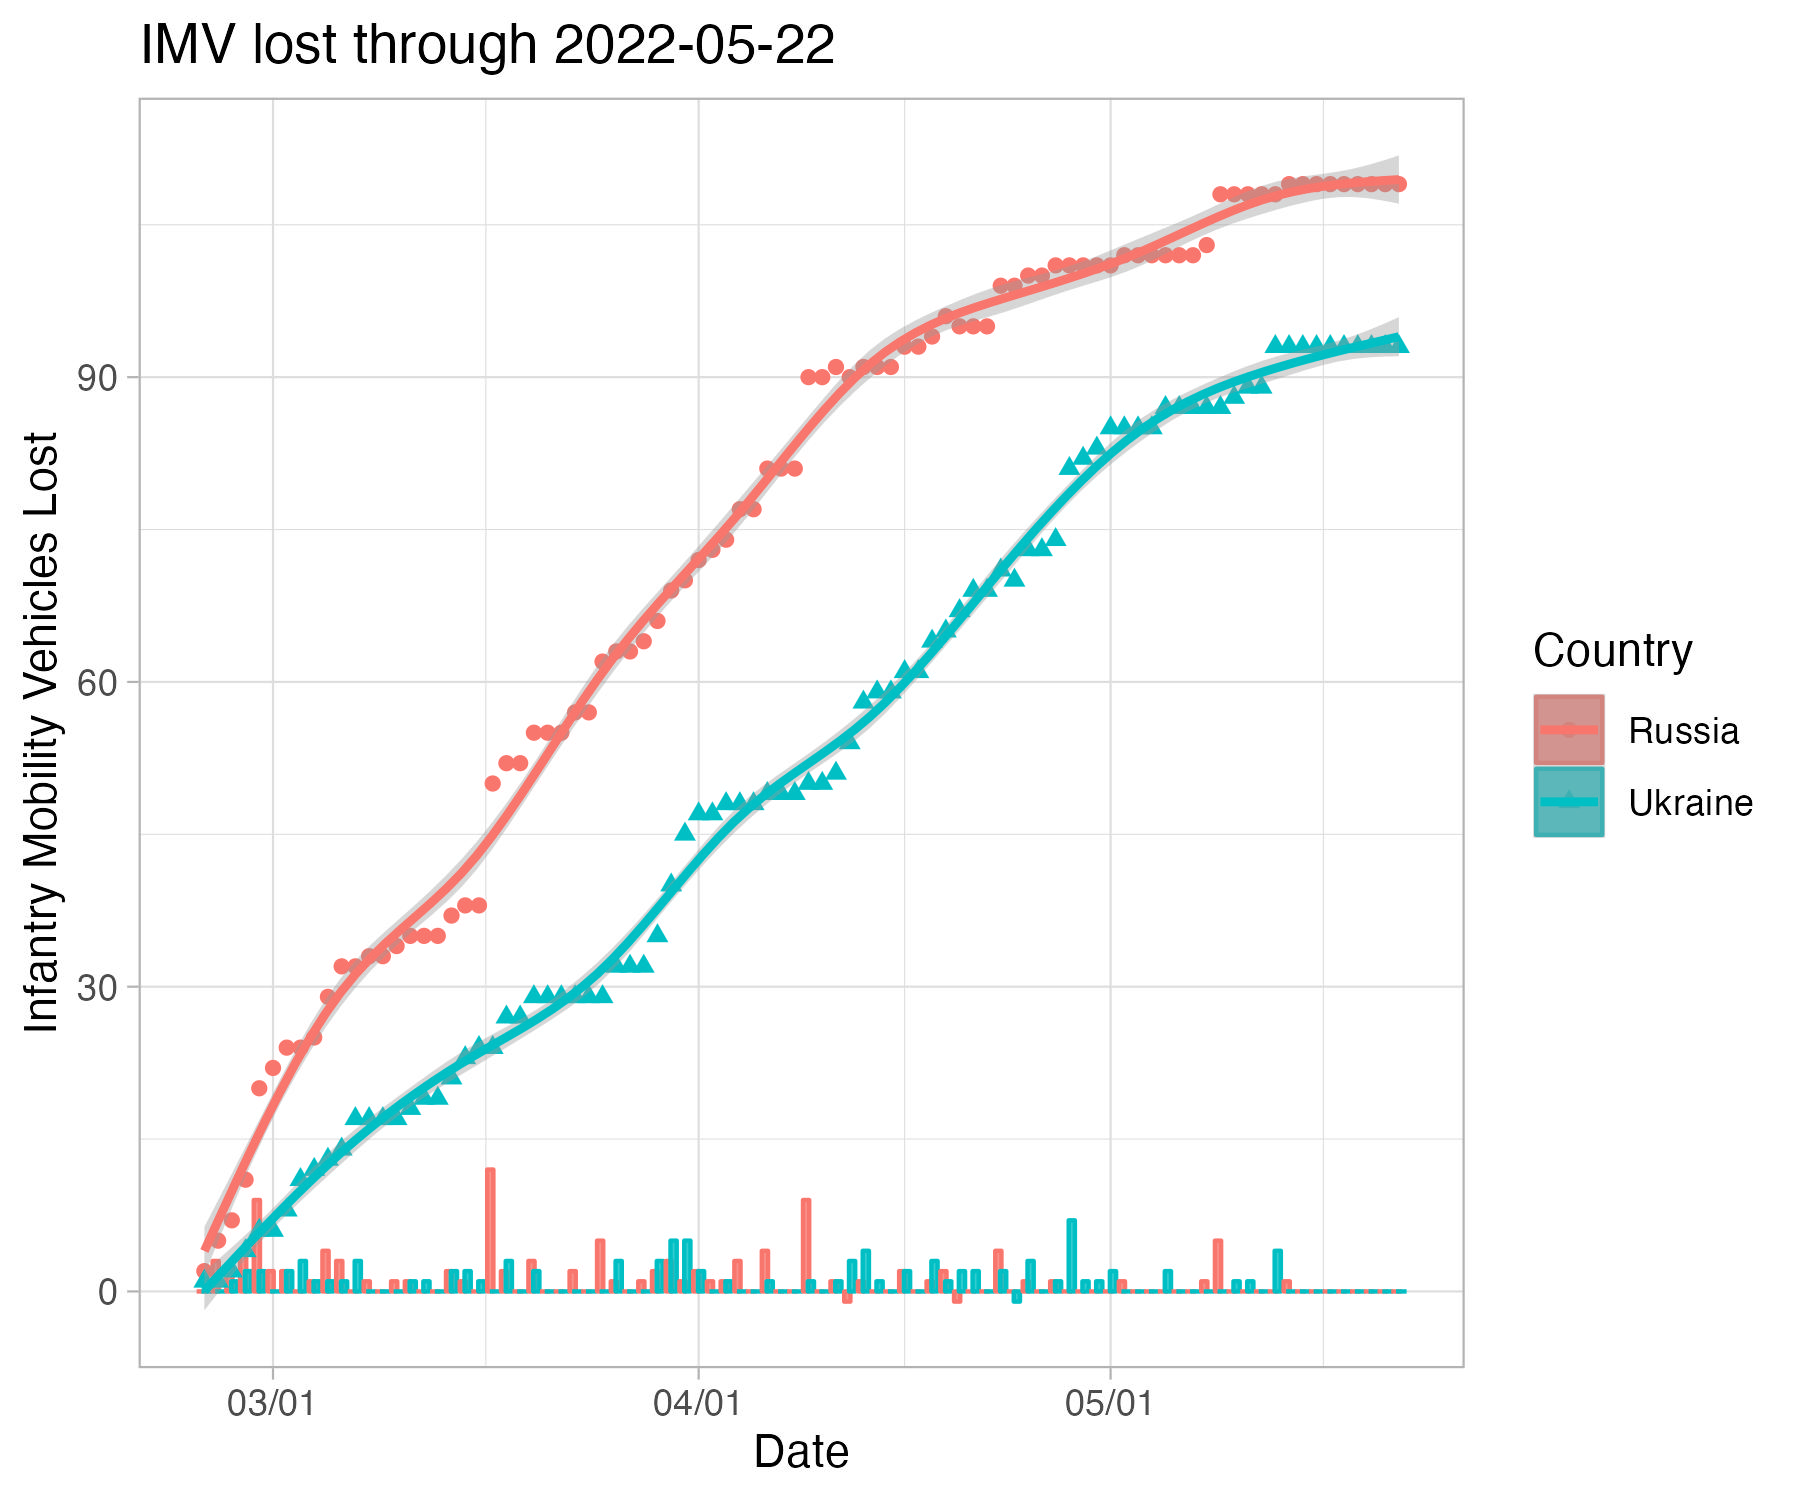 IMV lost through 2022-05-22
Infantry Mobility Vehicles Lost
90
60
30
0
03/01
04/01
05/01
Date
Country
Russia
Ukraine